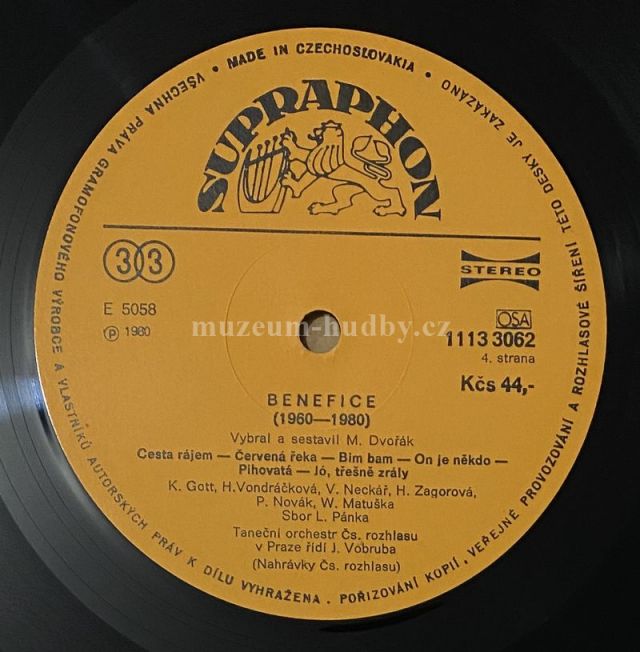 VŠECHNA PRÁVA GRAMOFONOVÉHO VÝROBCE A VLASTNÍKŮ AUTORSKÝCH PRÁV K DÍLU VYHRAŽENA . POŘIZOVÁNÍ KOPIÍ, VEŘEJNÉ PROVOZOVÁNÍ A ROZHLASOVÉ ŠÍŘENÍ TÉTO DESKY JE ZAKÁZÁNO
• MADE IN CZECHOSLOVAKIA •
SUPRAPHON
33
STEREO
E 5058
OSA
℗ 1980
muzeum-hudby.cz
1113 3062
4. strana
Kčs 44,-
BENEFICE
(1960—1980)
Vybral a sestavil M. Dvořák
Cesta rájem — Červená řeka — Bim bam — On je někdo —
Pihovatá — Jó, třešně zrály
K. Gott, H.Vondráčková, V. Neckář, H. Zagorová,
P. Novák, W. Matuška
Sbor L. Pánka
Taneční orchestr Čs. rozhlasu
v Praze řídí J. Vobruba
(Nahrávky Čs. rozhlasu)